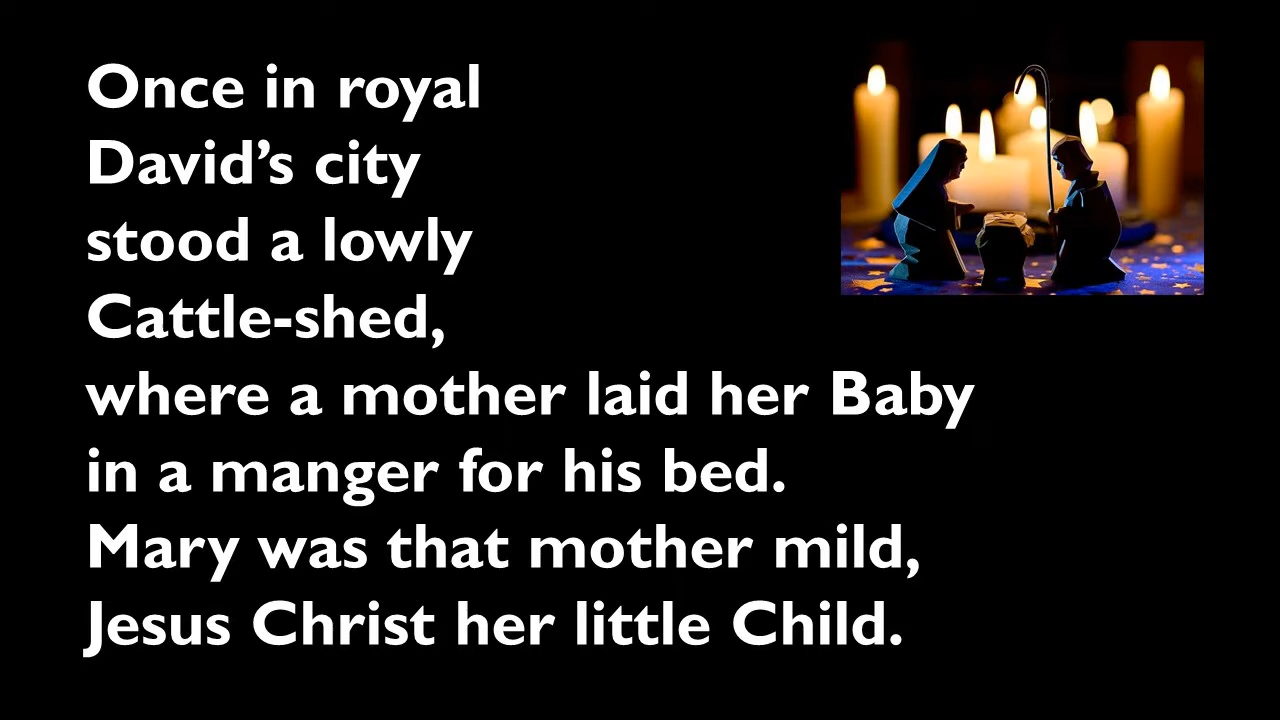 Once in royal
David’s city
stood a lowly
Cattle-shed,
where a mother laid her Baby
in a manger for his bed.
Mary was that mother mild,
Jesus Christ her little Child.